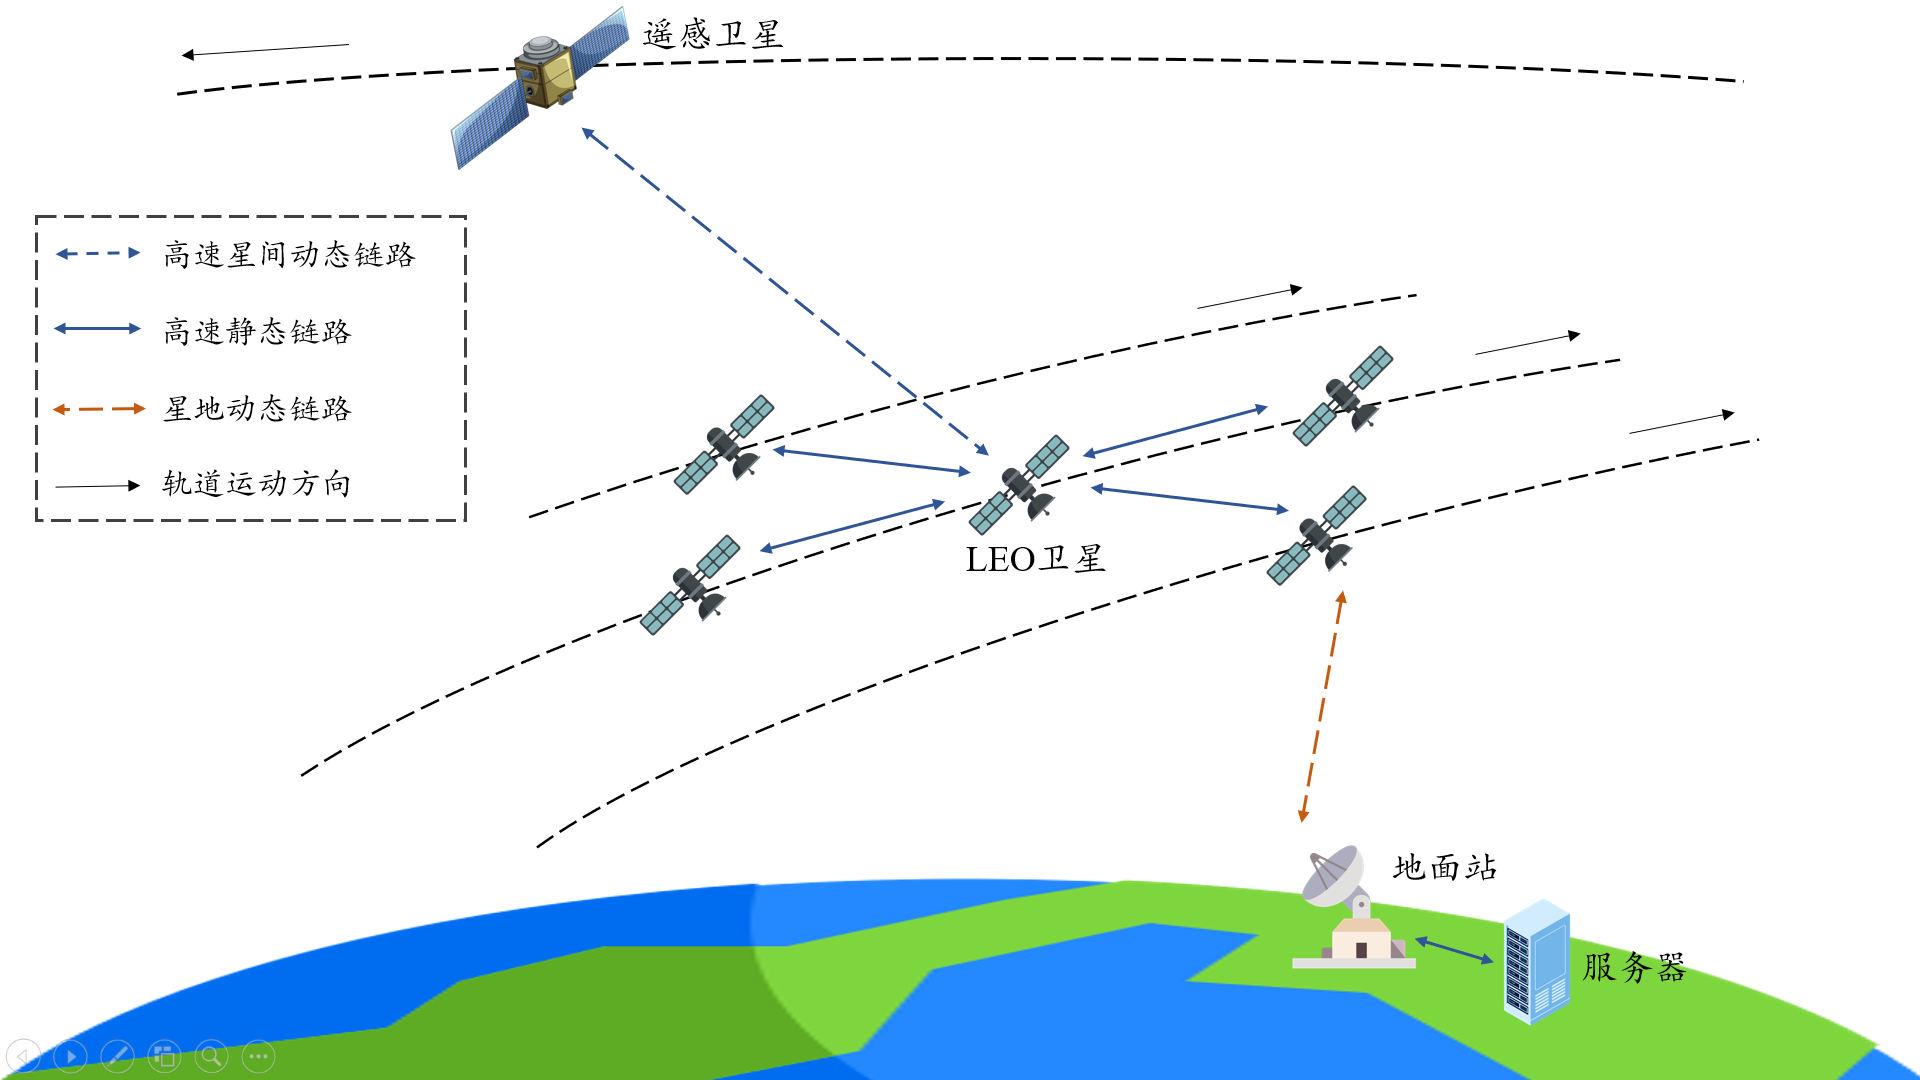 遥感卫星
高速星间动态链路
高速静态链路
星地动态链路
轨道运动方向
LEO卫星
地面站
服务器